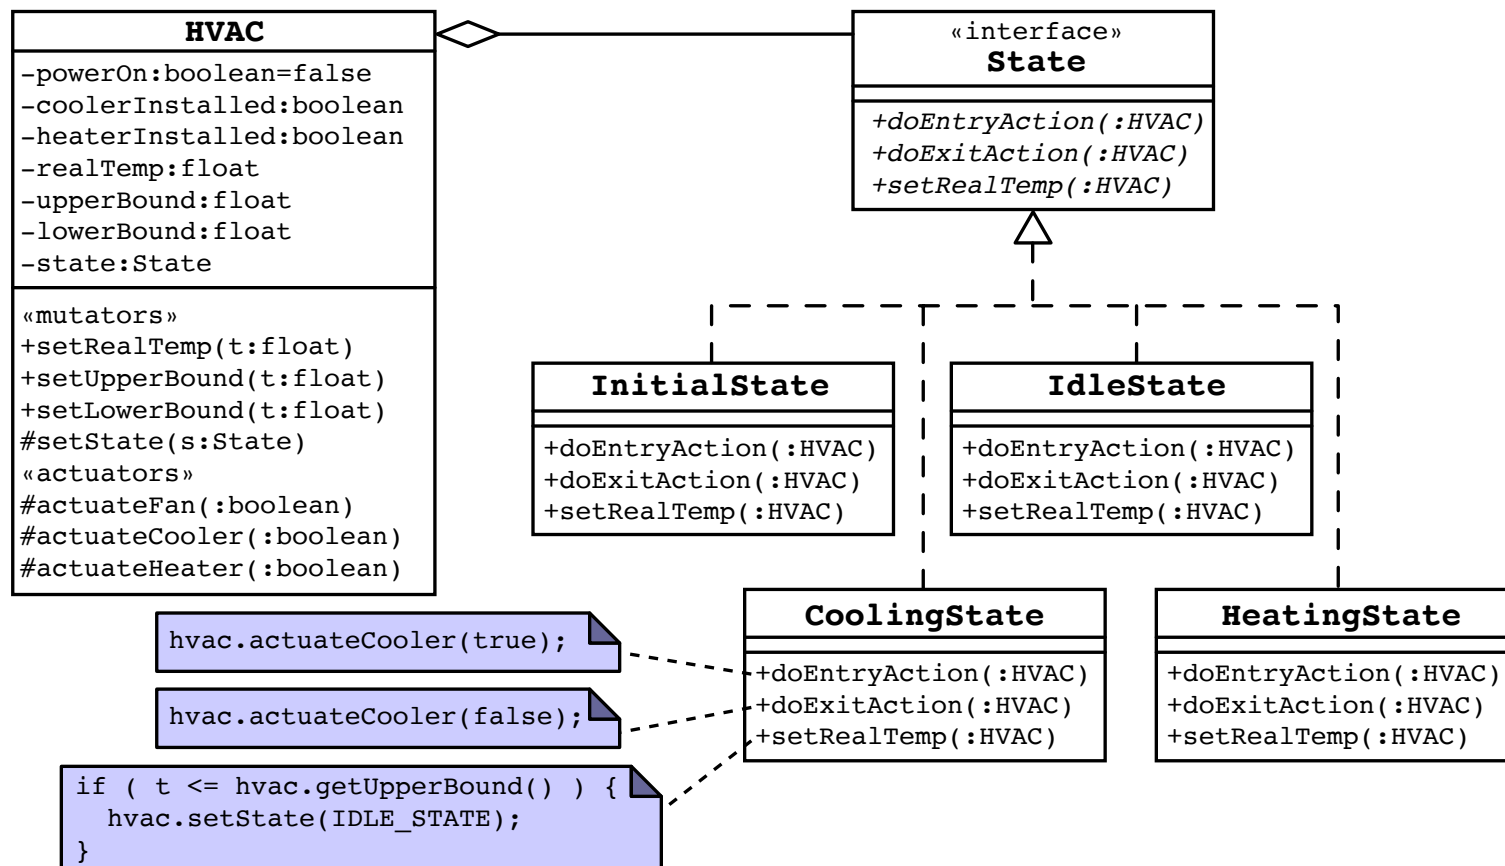 HVAC
-powerOn:boolean=false
-coolerInstalled:boolean
-heaterInstalled:boolean
-realTemp:float
-upperBound:float
-lowerBound:float
-state:State
«mutators»
+setRealTemp(t:float)
+setUpperBound(t:float)
+setLowerBound(t:float)
#setState(s:State)
«actuators»
#actuateFan(:boolean)
#actuateCooler(:boolean)
#actuateHeater(:boolean)
«interface»
State
+doEntryAction(:HVAC)
+doExitAction(:HVAC)
+setRealTemp(:HVAC)
InitialState
+doEntryAction(:HVAC)
+doExitAction(:HVAC)
+setRealTemp(:HVAC)
IdleState
+doEntryAction(:HVAC)
+doExitAction(:HVAC)
+setRealTemp(:HVAC)
CoolingState
+doEntryAction(:HVAC)
+doExitAction(:HVAC)
+setRealTemp(:HVAC)
HeatingState
+doEntryAction(:HVAC)
+doExitAction(:HVAC)
+setRealTemp(:HVAC)
hvac.actuateCooler(true);
hvac.actuateCooler(false);
if ( t <= hvac.getUpperBound() ) {
  hvac.setState(IDLE_STATE);
}